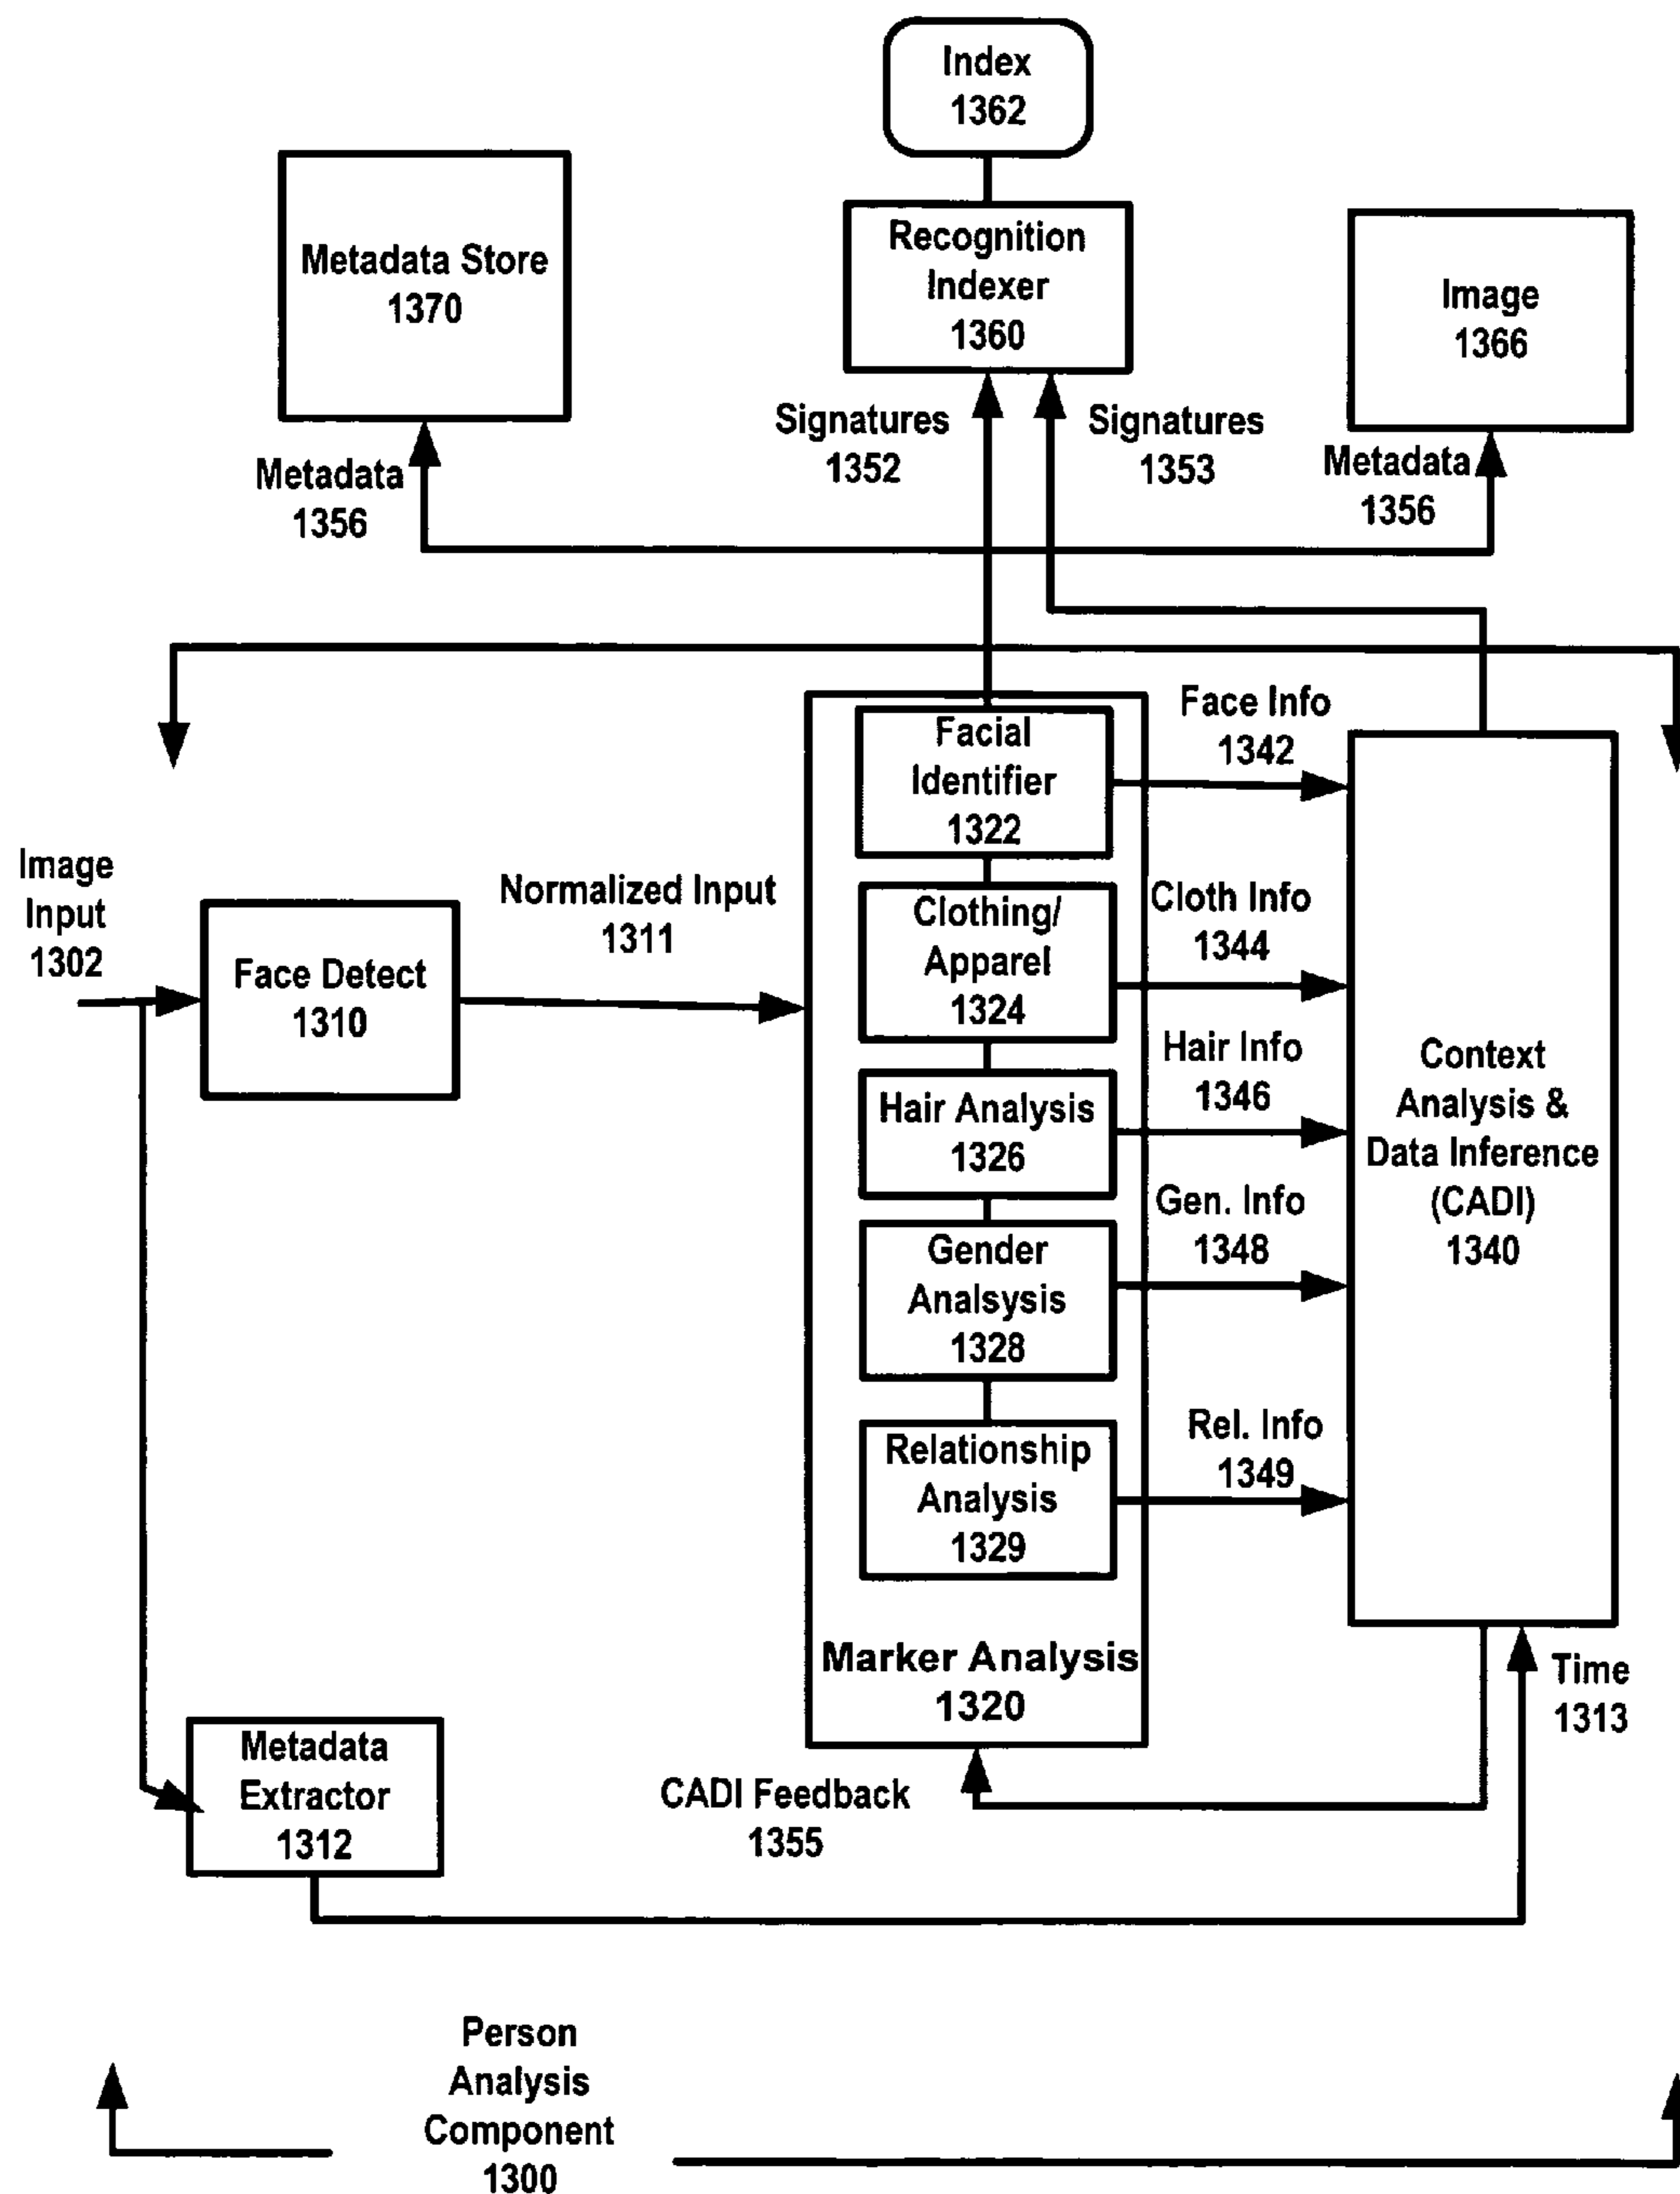 Index
1362
Metadata Store
1370
Recognition
Indexer
1360
Image
1366
Signatures
1352
Signatures
1353
Metadata
1356
Metadata
1356
Face Info
1342
Facial
Identifier
1322
Image
Input
1302
Normalized Input
1311
Cloth Info
1344
Clothing/
Apparel
1324
Face Detect
1310
Hair Info
1346
Hair Analysis
1326
Context
Analysis &
Data Inference
(CADI)
1340
Gen. Info
1348
Gender
Analsysis
1328
Rel. Info
1349
Relationship
Analysis
1329
Marker Analysis
1320
Time
1313
Metadata
Extractor
1312
CADI Feedback
1355
Person
Analysis
Component
1300